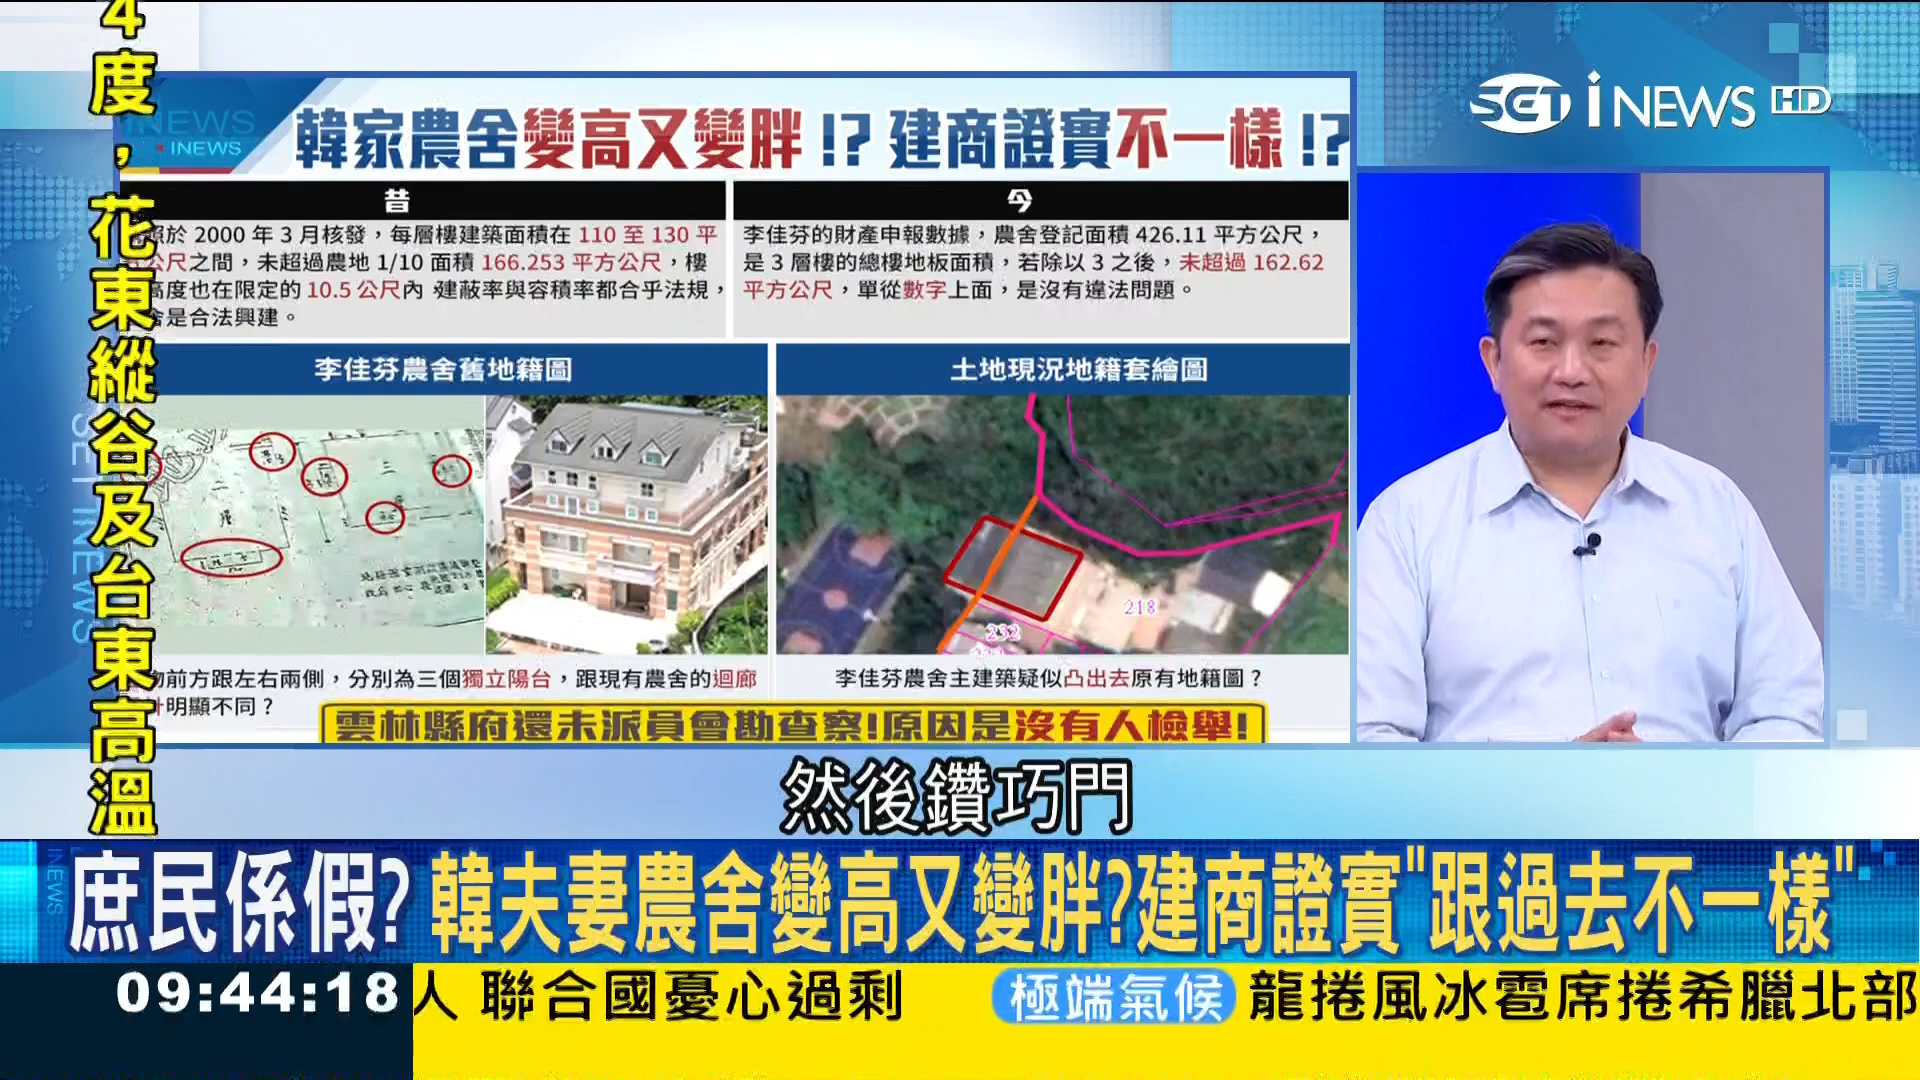 4度，花東縱谷及台東高溫
SET iNEWS HD
iNEWS
iNEWS
韓家農舍變高又變胖!?建商證實不一樣!?
昔
照於 2000 年 3 月核發，每層樓建築面積在 110 至 130 平
公尺之間，未超過農地 1/10 面積 166.253 平方公尺，樓
高度也在限定的 10.5 公尺內 建蔽率與容積率都合乎法規，
舍是合法興建。
今
李佳芬的財產申報數據，農舍登記面積 426.11 平方公尺，
是 3 層樓的總樓地板面積，若除以 3 之後，未超過 162.62
平方公尺，單從數字上面，是沒有違法問題。
李佳芬農舍舊地籍圖
土地現況地籍套繪圖
218
232
物前方跟左右兩側，分別為三個獨立陽台，跟現有農舍的迴廊
計明顯不同？
李佳芬農舍主建築疑似凸出去原有地籍圖？
雲林縣府還未派員會勘查察!原因是沒有人檢舉!
SET iNEWS
然後鑽巧門
庶民係假?韓夫妻農舍變高又變胖?建商證實"跟過去不一樣"
09:44:18
人 聯合國憂心過剩 極端氣候 龍捲風冰雹席捲希臘北部